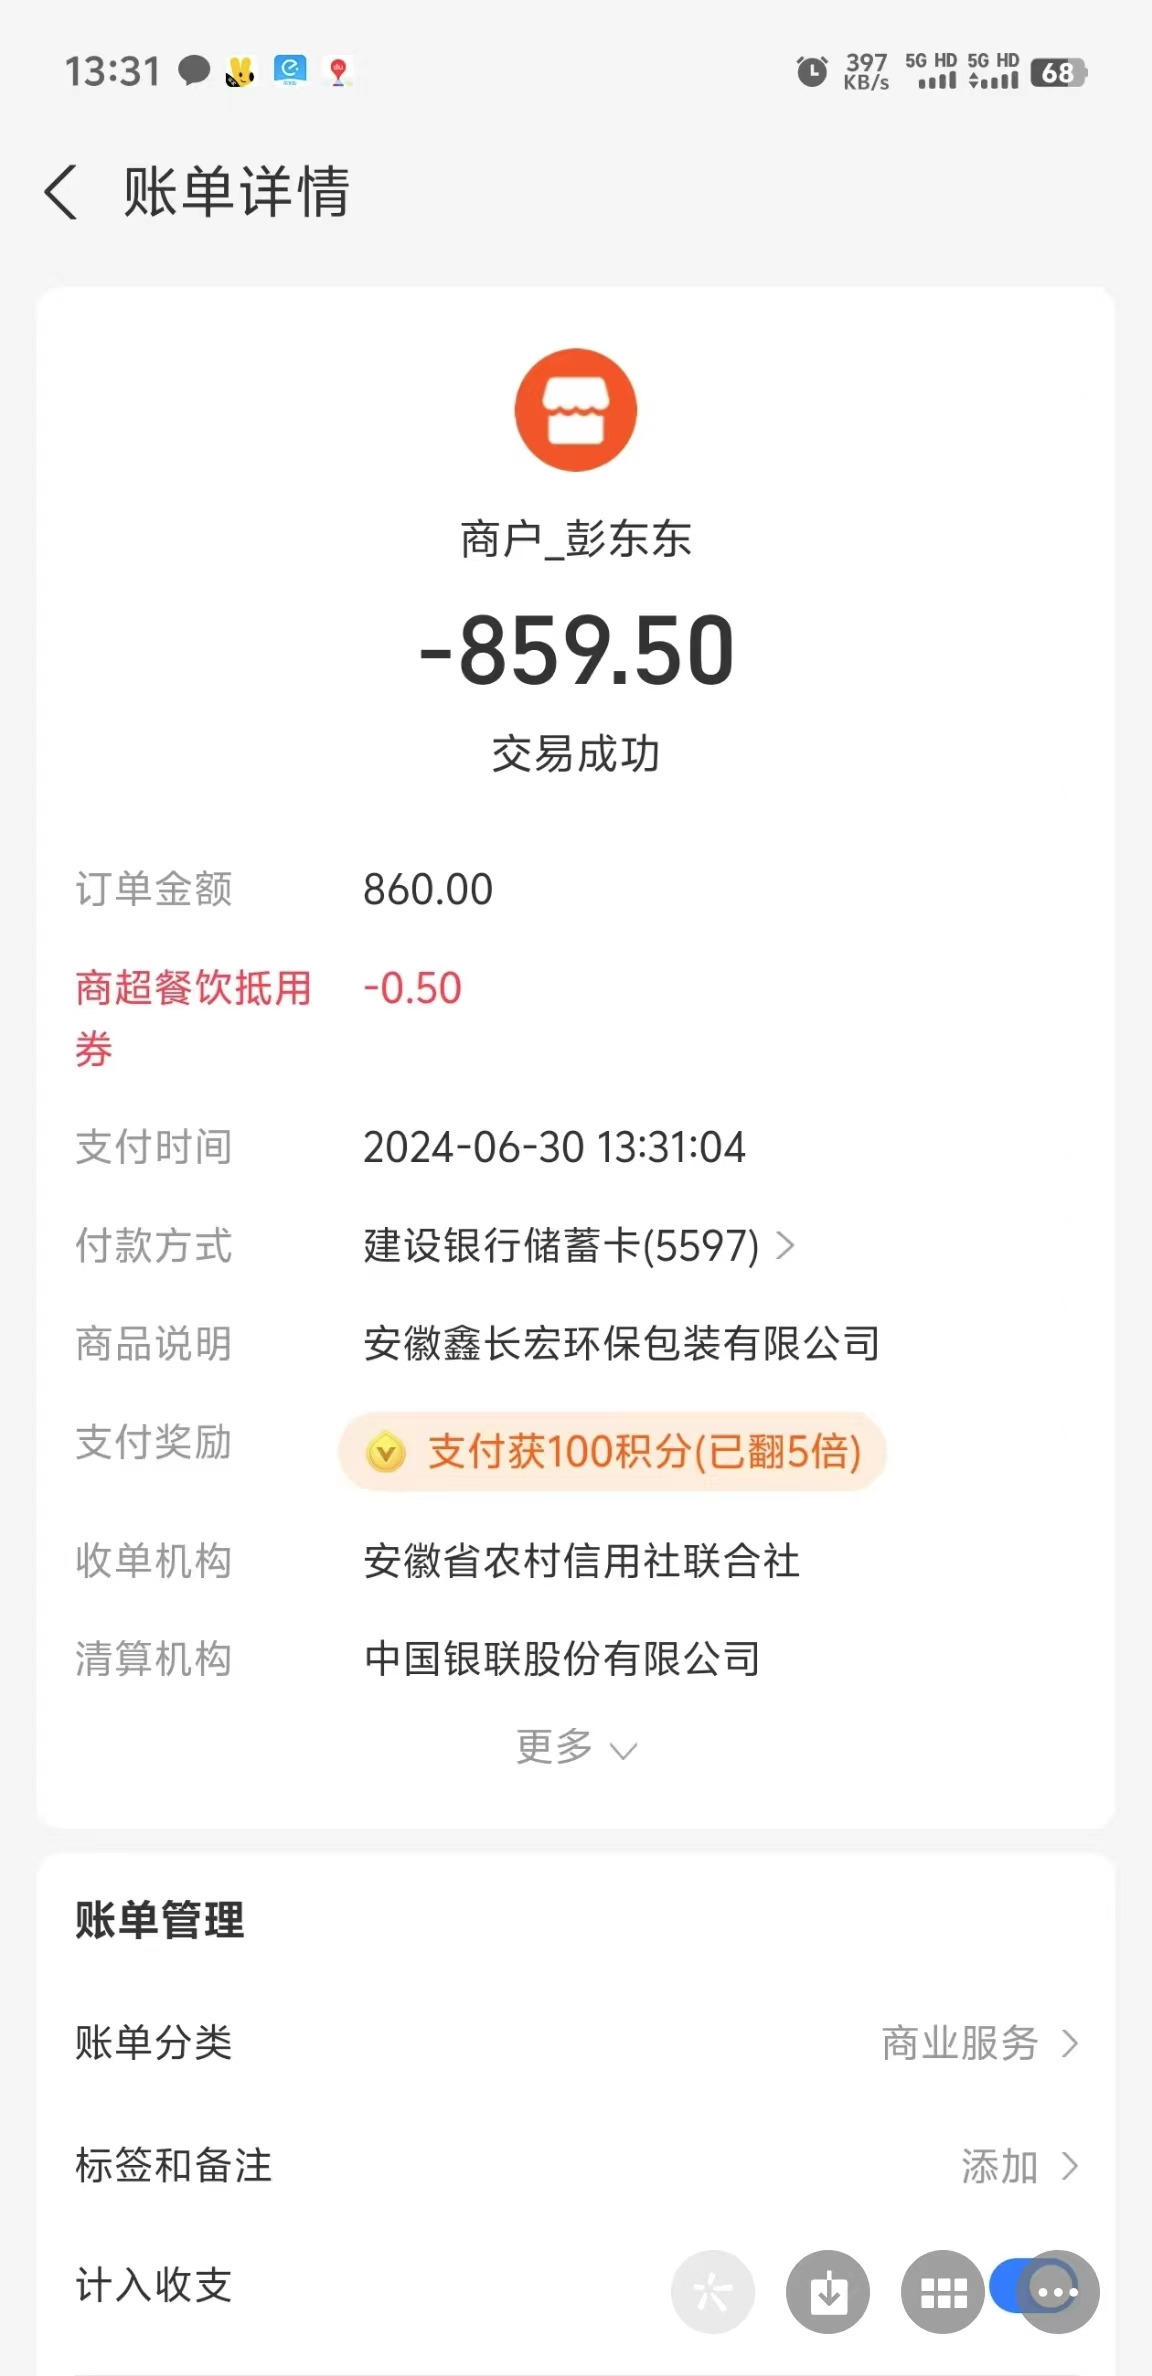 13:31
397
KB/s
5G HD 5G HD
68
账单详情
商户_彭东东
-859.50
交易成功
订单金额 860.00
商超餐饮抵用 -0.50
券
支付时间 2024-06-30 13:31:04
付款方式 建设银行储蓄卡(5597)
商品说明 安徽鑫长宏环保包装有限公司
支付奖励 支付获100积分(已翻5倍)
收单机构 安徽省农村信用社联合社
清算机构 中国银联股份有限公司
更多
账单管理
账单分类 商业服务
标签和备注 添加
计入收支